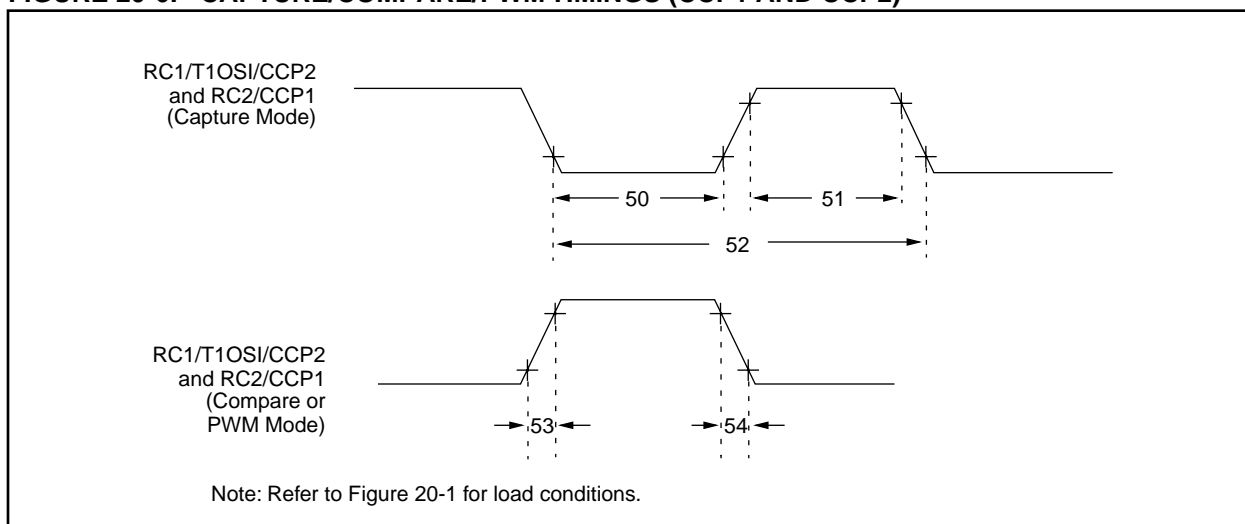 RC1/T1OSI/CCP2
and RC2/CCP1
(Capture Mode)
50
51
52
RC1/T1OSI/CCP2
and RC2/CCP1
(Compare or
PWM Mode)
53
54
Note: Refer to Figure 20-1 for load conditions.